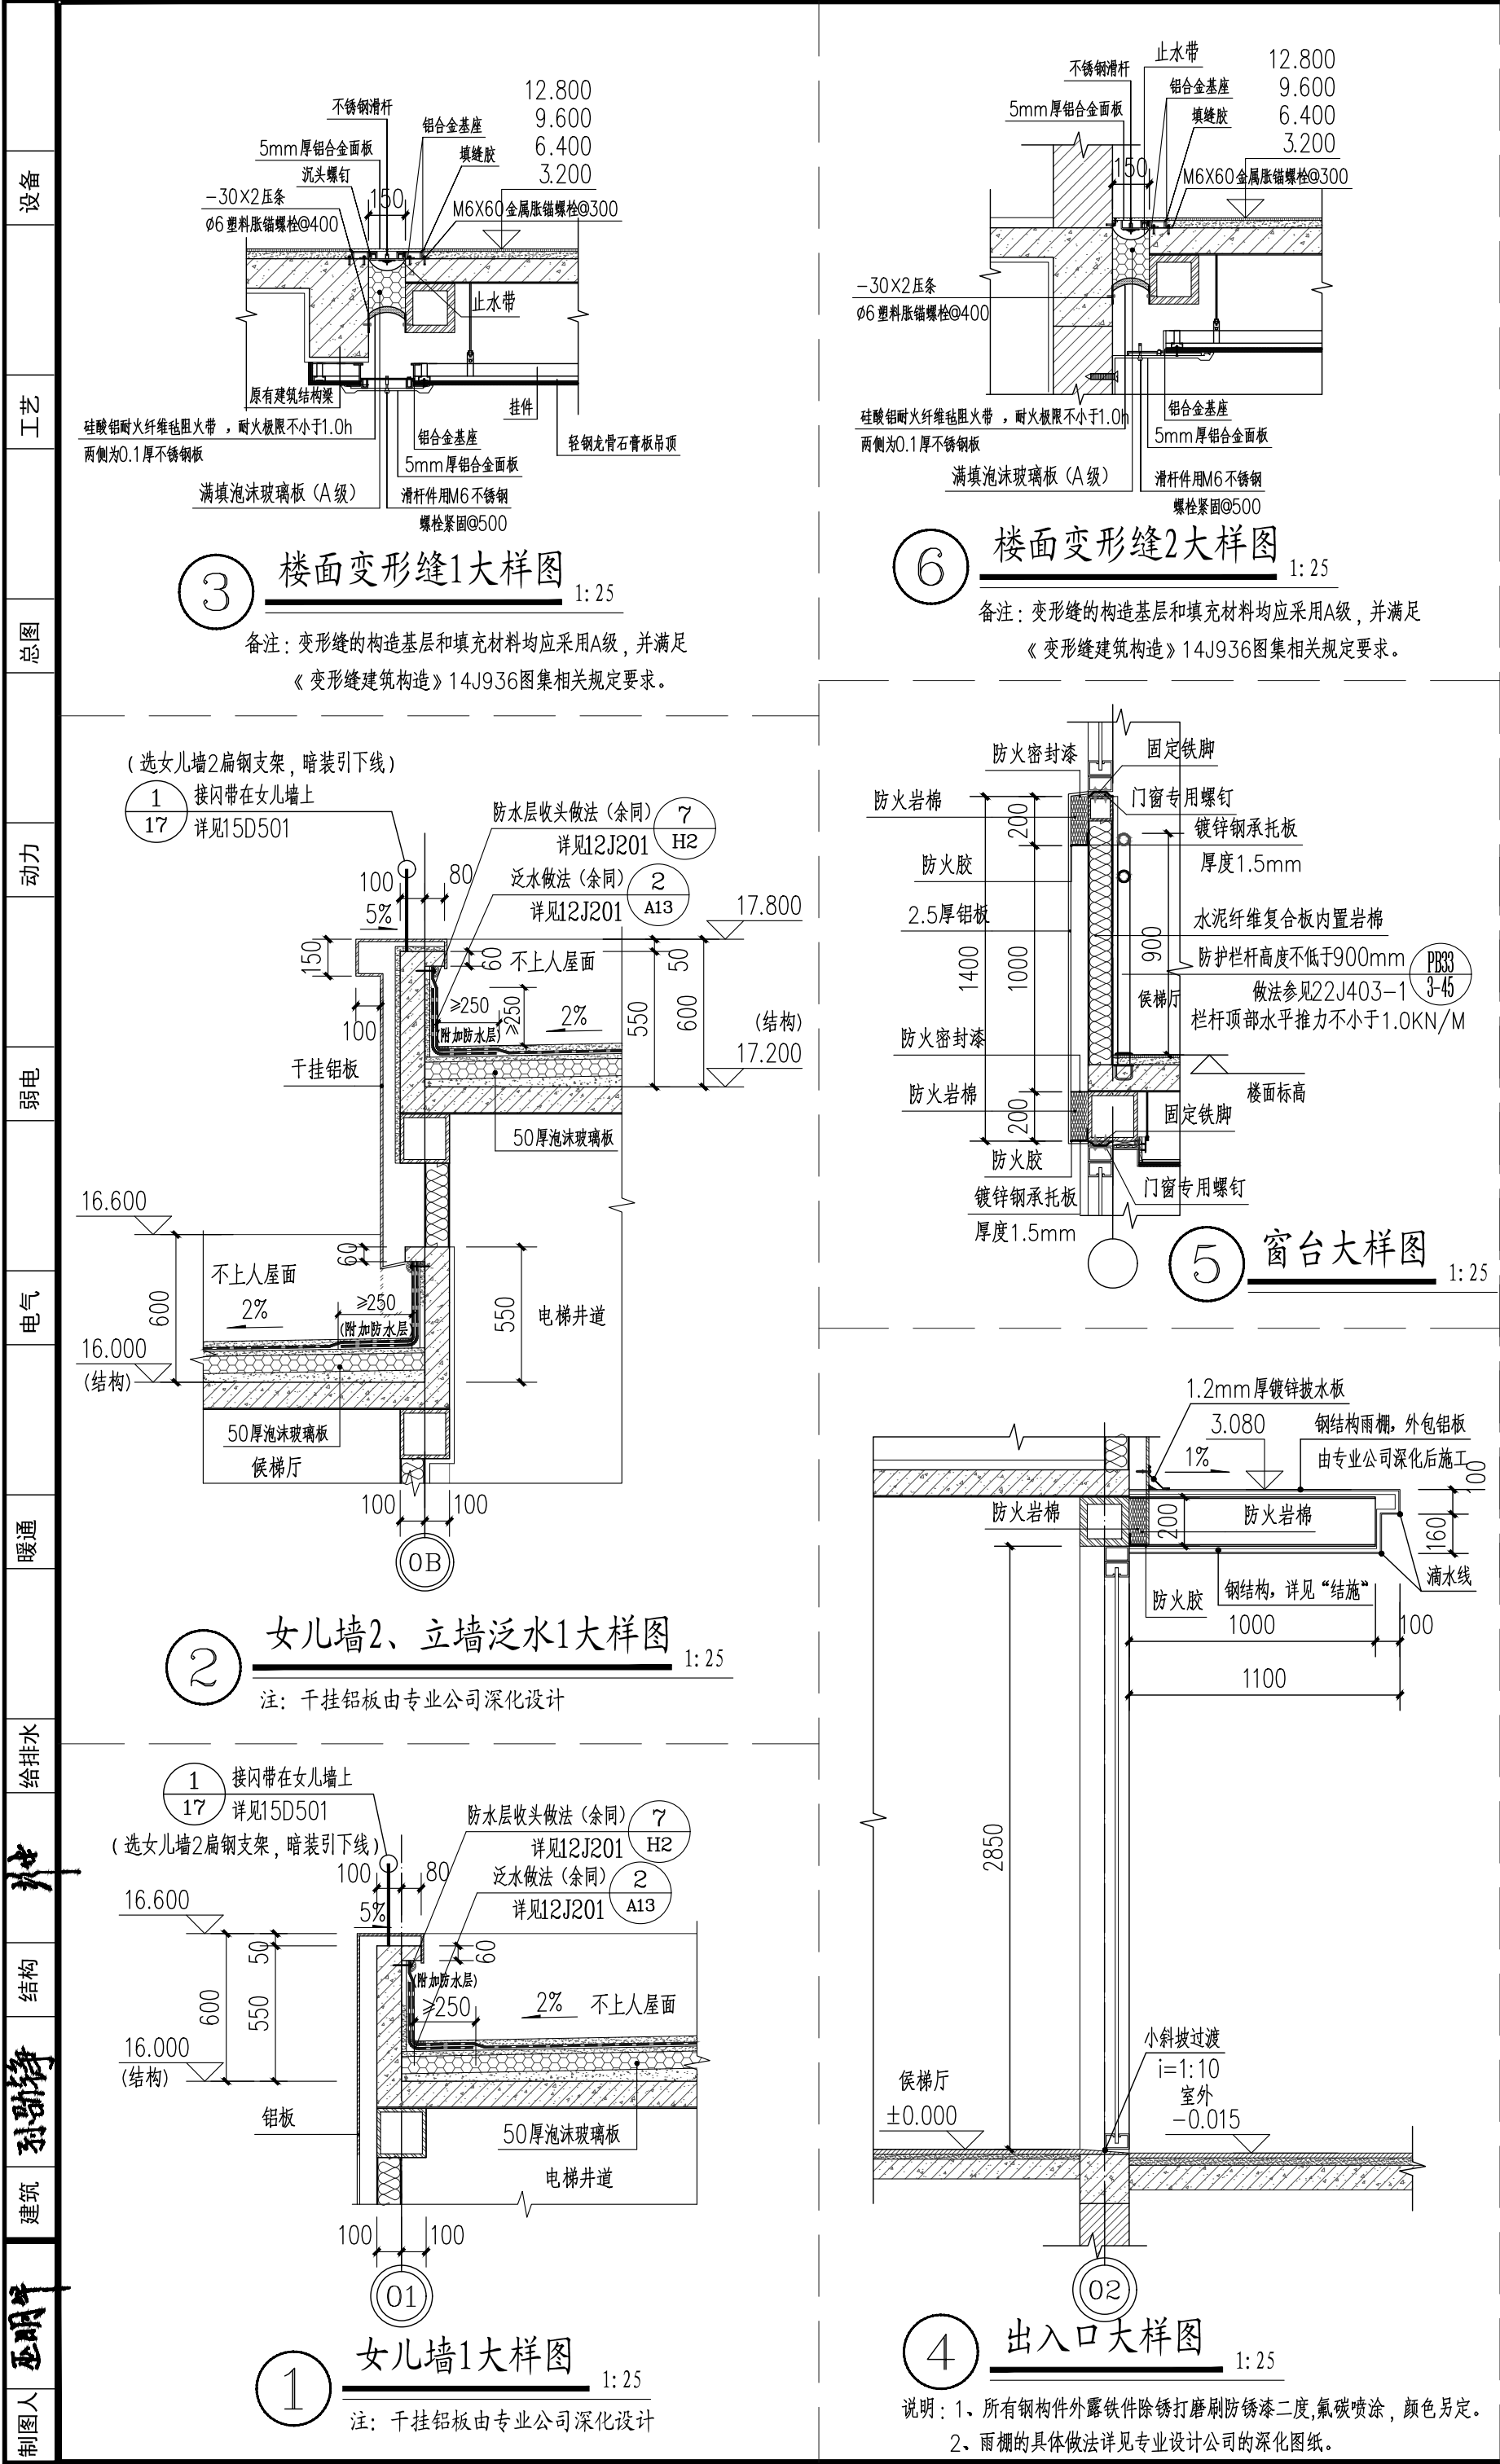 设备
工艺
总图
动力
弱电
电气
暖通
给排水
结构
建筑
制图人
12.800
9.600
6.400
3.200
不锈钢滑杆
铝合金基座
5mm厚铝合金面板
填缝胶
沉头螺钉
150
-30×2压条
M6X60金属胀锚螺栓@300
Ø6塑料胀锚螺栓@400
止水带
原有建筑结构梁
挂件
硅酸铝耐火纤维毡阻火带，耐火极限不小于1.0h
两侧为0.1厚不锈钢板
铝合金基座
轻钢龙骨石膏板吊顶
5mm厚铝合金面板
满填泡沫玻璃板（A级）
滑杆件用M6不锈钢
螺栓紧固@500
3
楼面变形缝1大样图
1:25
备注：变形缝的构造基层和填充材料均应采用A级，并满足
《变形缝建筑构造》14J936图集相关规定要求。
止水带
不锈钢滑杆
12.800
9.600
6.400
3.200
铝合金基座
5mm厚铝合金面板
填缝胶
150
M6X60金属胀锚螺栓@300
-30×2压条
Ø6塑料胀锚螺栓@400
硅酸铝耐火纤维毡阻火带，耐火极限不小于1.0h
两侧为0.1厚不锈钢板
铝合金基座
5mm厚铝合金面板
满填泡沫玻璃板（A级）
滑杆件用M6不锈钢
螺栓紧固@500
6
楼面变形缝2大样图
1:25
备注：变形缝的构造基层和填充材料均应采用A级，并满足
《变形缝建筑构造》14J936图集相关规定要求。
（选女儿墙2扁钢支架，暗装引下线）
1
17
接闪带在女儿墙上
详见15D501
防水层收头做法（余同）
详见12J201
7
H2
泛水做法（余同）
详见12J201
2
A13
100
80
5%
17.800
150
60
不上人屋面
50
≥250
≥250
(附加防水层)
2%
550
600
100
(结构)
17.200
干挂铝板
50厚泡沫玻璃板
16.600
60
不上人屋面
2%
≥250
(附加防水层)
600
550
电梯井道
16.000
(结构)
50厚泡沫玻璃板
侯梯厅
100
100
0B
2
女儿墙2、立墙泛水1大样图
1:25
注：干挂铝板由专业公司深化设计
防火密封漆
固定铁脚
防火岩棉
门窗专用螺钉
200
镀锌钢承托板
厚度1.5mm
防火胶
2.5厚铝板
水泥纤维复合板内置岩棉
1400
1000
900
防护栏杆高度不低于900mm
PB33
3-45
做法参见22J403-1
侯梯厅
栏杆顶部水平推力不小于1.0KN/M
防火密封漆
楼面标高
防火岩棉
200
固定铁脚
防火胶
门窗专用螺钉
镀锌钢承托板
厚度1.5mm
5
窗台大样图
1:25
1
17
接闪带在女儿墙上
详见15D501
（选女儿墙2扁钢支架，暗装引下线）
防水层收头做法（余同）
详见12J201
7
H2
泛水做法（余同）
详见12J201
2
A13
100
80
16.600
5%
50
60
(附加防水层)
≥250
2%
不上人屋面
600
550
16.000
(结构)
铝板
50厚泡沫玻璃板
电梯井道
100
100
01
1
女儿墙1大样图
1:25
注：干挂铝板由专业公司深化设计
1.2mm厚镀锌披水板
3.080
钢结构雨棚，外包铝板
1%
由专业公司深化后施工
100
防火岩棉
200
防火岩棉
160
滴水线
防火胶
钢结构，详见“结施”
1000
100
1100
2850
小斜坡过渡
i=1:10
侯梯厅
±0.000
室外
-0.015
02
4
出入口大样图
1:25
说明：1、所有钢构件外露铁件除锈打磨刷防锈漆二度,氟碳喷涂，颜色另定。
2、雨棚的具体做法详见专业设计公司的深化图纸。